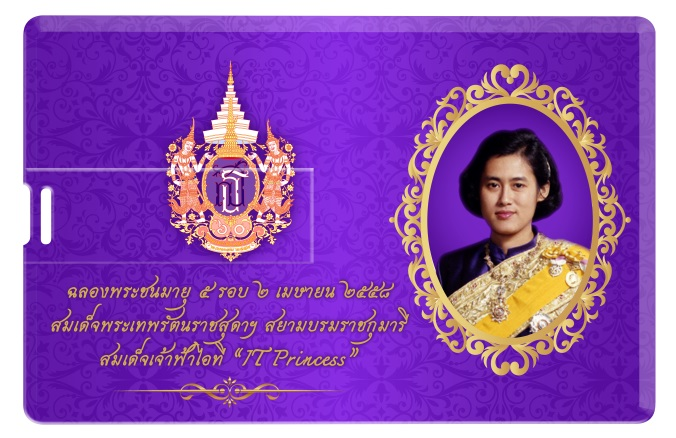 ฉลองพระชนมายุ ๕ รอบ ๒ เมษายน ๒๕๕๘
สมเด็จพระเทพรัตนราชสุดาฯ สยามบรมราชกุมารี
สมเด็จเจ้าฟ้าไอที “IT Princess”